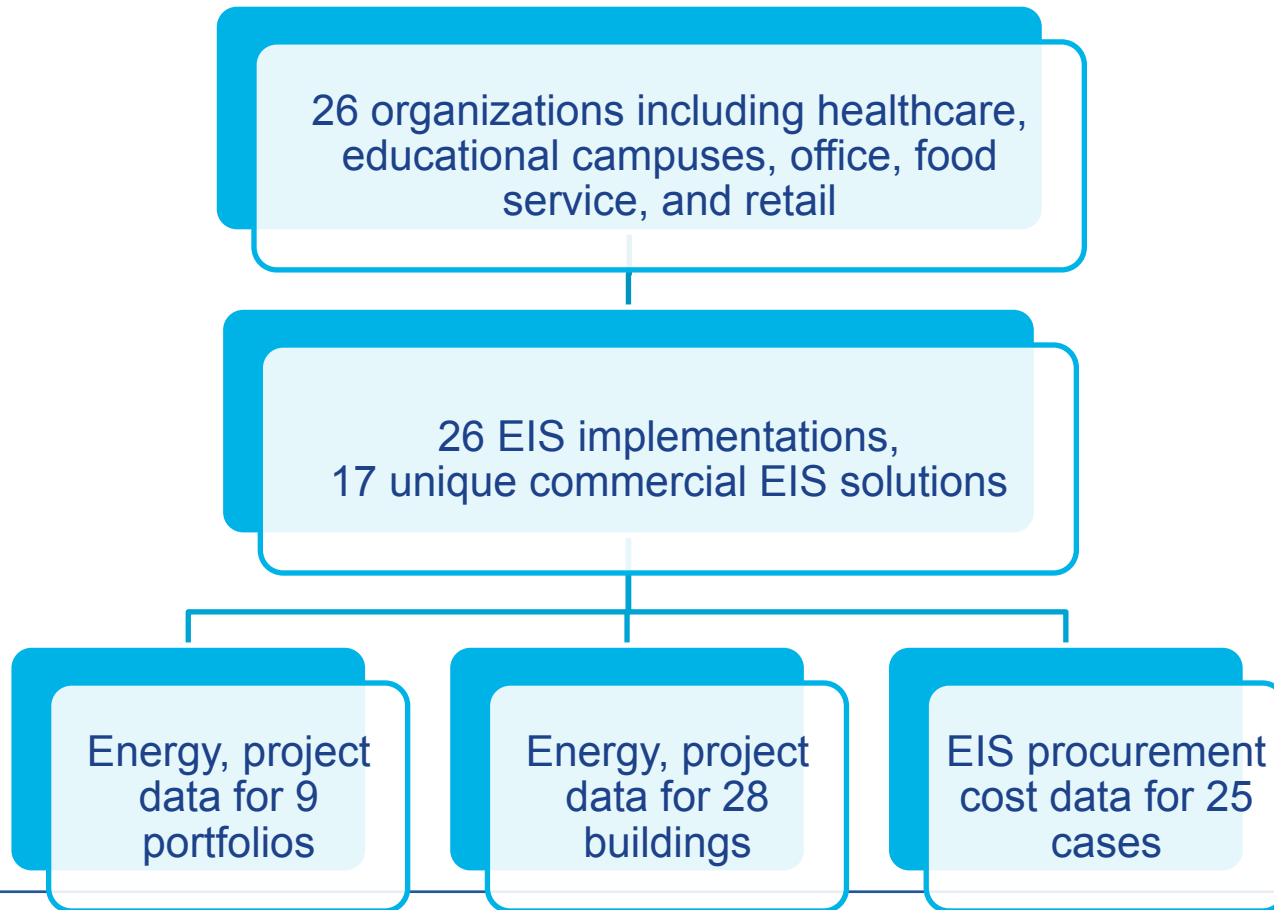 26 organizations including healthcare,
educational campuses, office, food
service, and retail
26 EIS implementations,
17 unique commercial EIS solutions
Energy, project
data for 9
portfolios
Energy, project
data for 28
buildings
EIS procurement
cost data for 25
cases